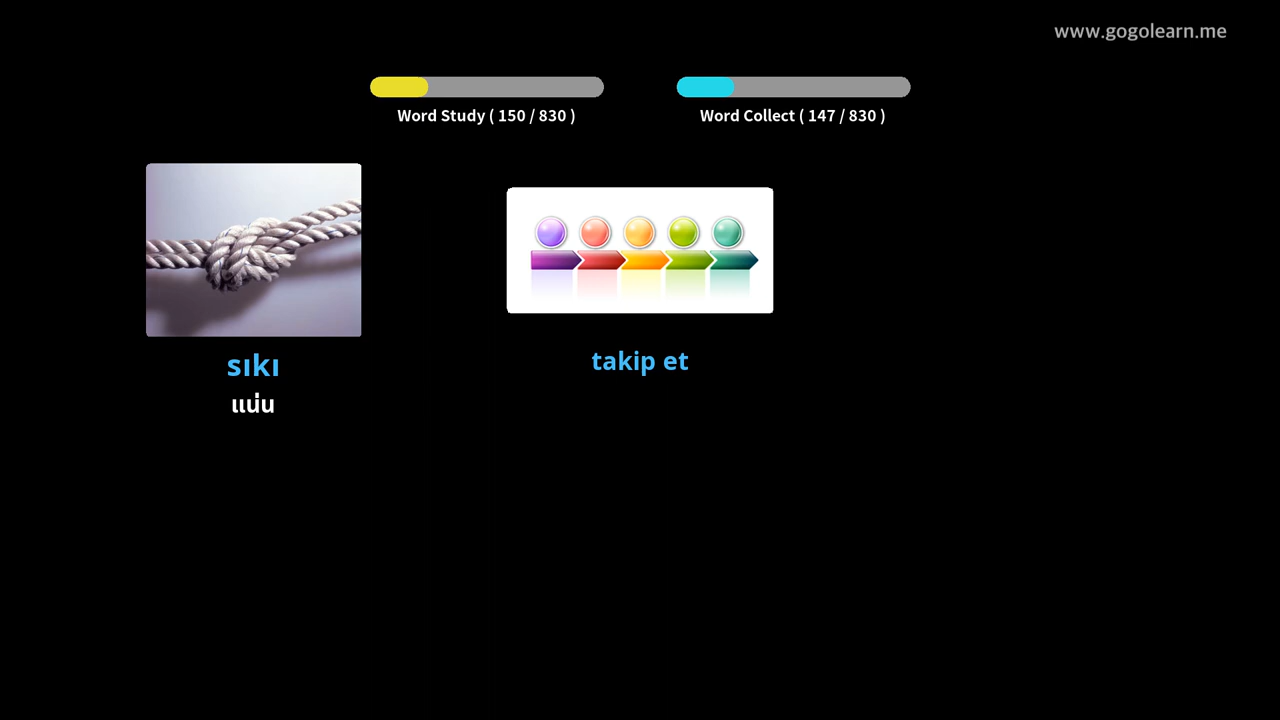 www.gogolearn.me
Word Study ( 150 / 830 )
Word Collect ( 147 / 830 )
sıkı
แน่น
takip et